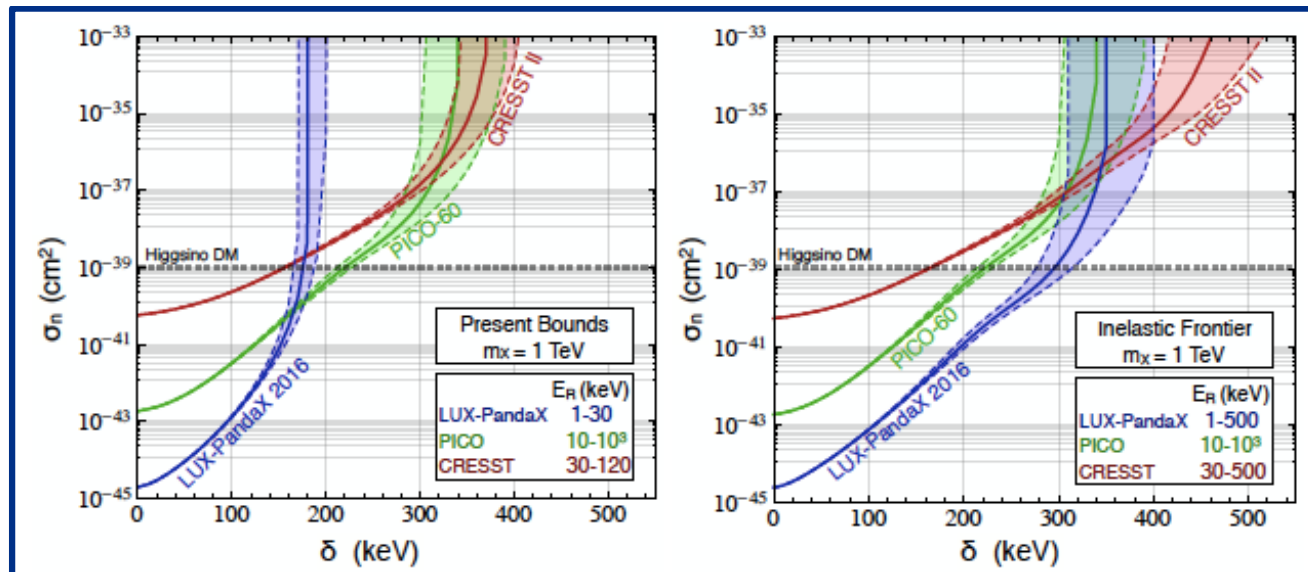 10⁻³³
10⁻³⁵
10⁻³⁷
10⁻³⁹
10⁻⁴¹
10⁻⁴³
10⁻⁴⁵
σn (cm²)
CRESST II
PICO-60
Higgsino DM
LUX-PandaX 2016
Present Bounds
mX = 1 TeV
ER (keV)
LUX-PandaX 1-30
PICO 10-10³
CRESST 30-120
0 100 200 300 400 500
δ (keV)
10⁻³³
10⁻³⁵
10⁻³⁷
10⁻³⁹
10⁻⁴¹
10⁻⁴³
10⁻⁴⁵
σn (cm²)
CRESST II
Higgsino DM
PICO-60
LUX-PandaX 2016
Inelastic Frontier
mX = 1 TeV
ER (keV)
LUX-PandaX 1-500
PICO 10-10³
CRESST 30-500
0 100 200 300 400 500
δ (keV)